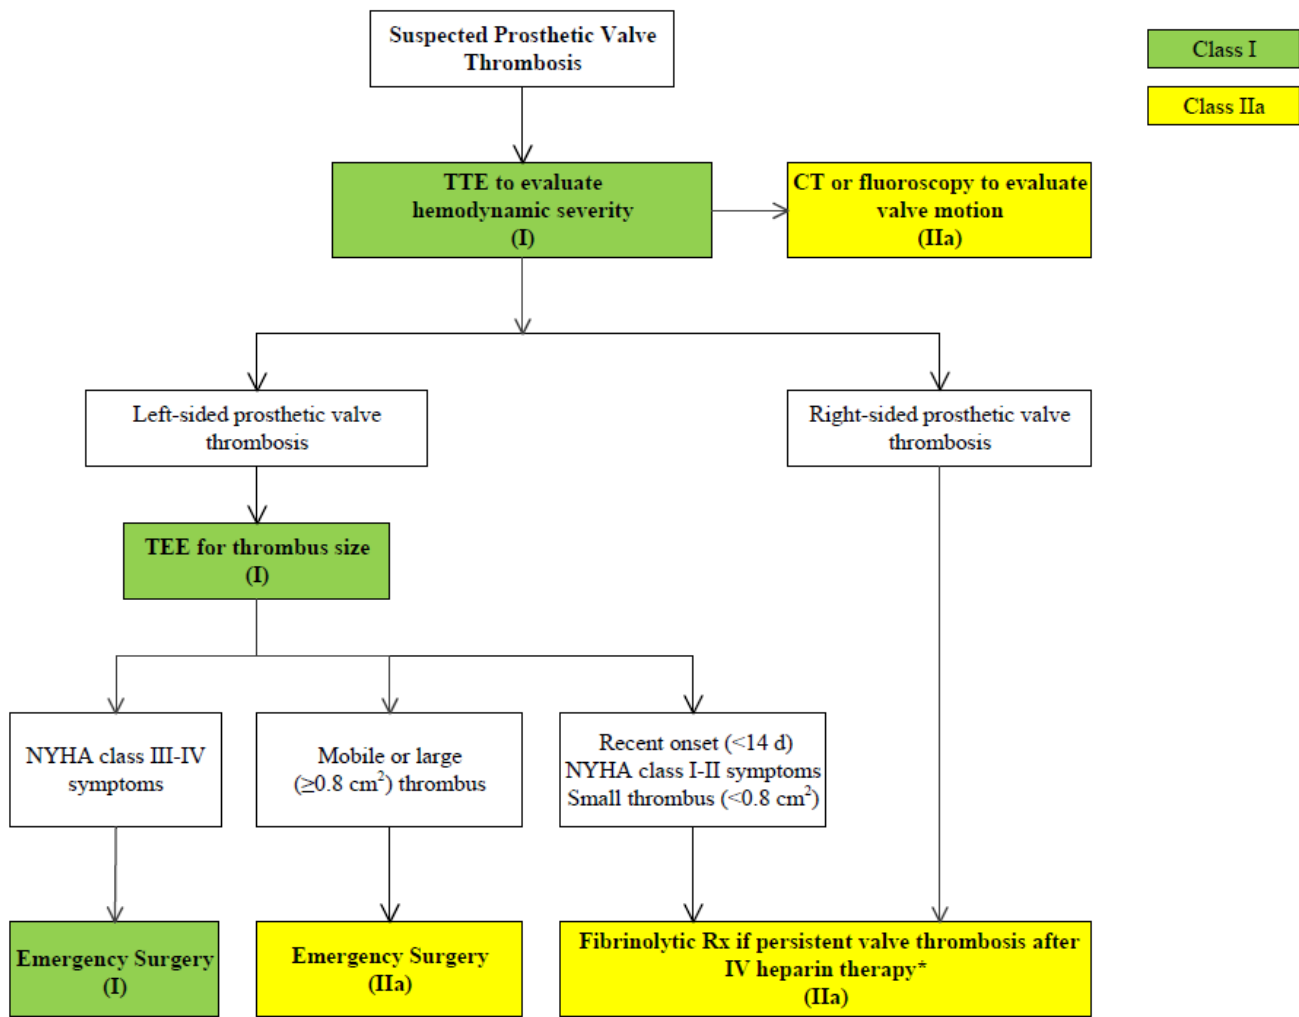 Suspected Prosthetic Valve
Thrombosis
Class I
Class IIa
TTE to evaluate
hemodynamic severity
(I)
CT or fluoroscopy to evaluate
valve motion
(IIa)
Left-sided prosthetic valve
thrombosis
Right-sided prosthetic valve
thrombosis
TEE for thrombus size
(I)
NYHA class III-IV
symptoms
Mobile or large
(≥0.8 cm²) thrombus
Recent onset (<14 d)
NYHA class I-II symptoms
Small thrombus (<0.8 cm²)
Emergency Surgery
(I)
Emergency Surgery
(IIa)
Fibrinolytic Rx if persistent valve thrombosis after
IV heparin therapy*
(IIa)